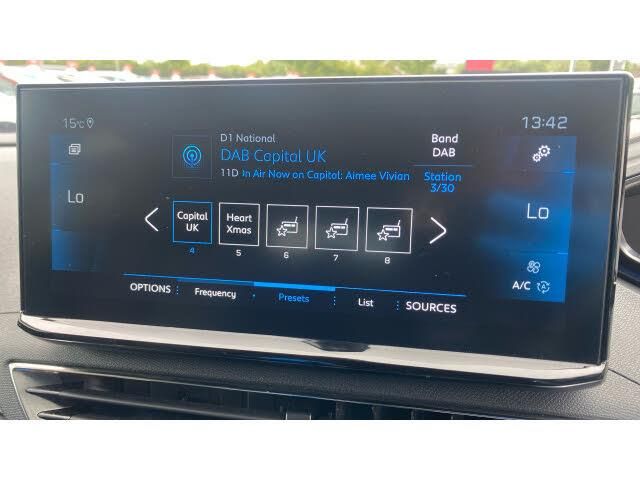 15°C
13:42
D1 National
DAB Capital UK
11D In Air Now on Capital: Aimee Vivian
Band
DAB
Station
3/30
Lo
Lo
Capital
UK
Heart
Xmas
4
5
6
7
8
A/C
OPTIONS
Frequency
Presets
List
SOURCES